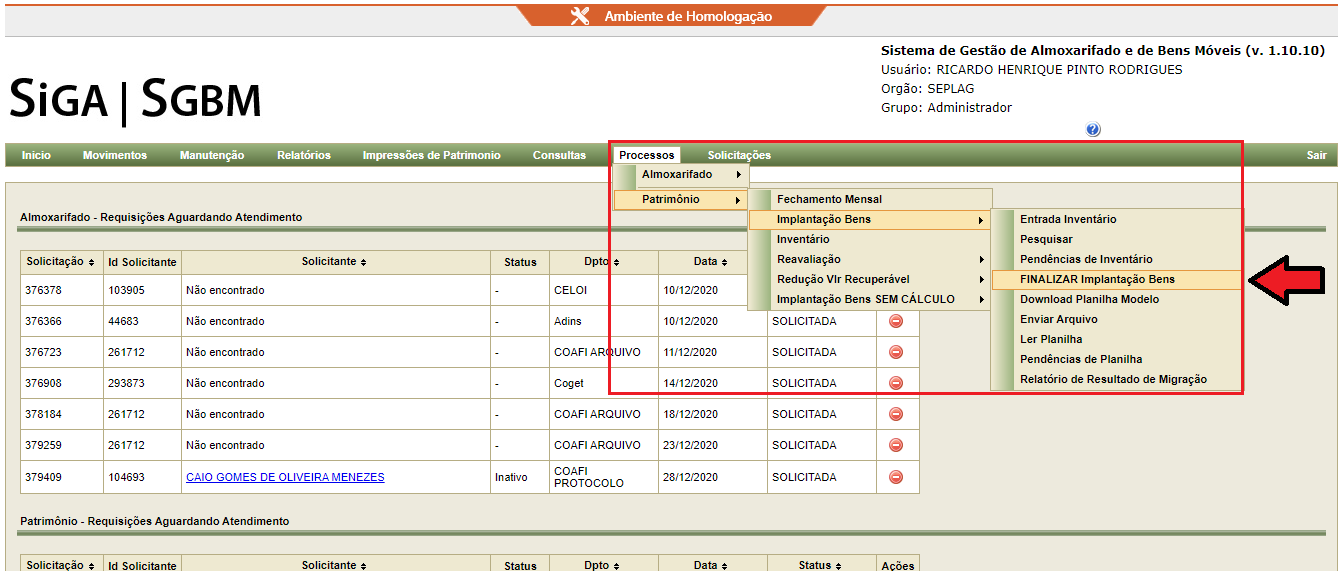 Ambiente de Homologação
Sistema de Gestão de Almoxarifado e de Bens Móveis (v. 1.10.10)
Usuário: RICARDO HENRIQUE PINTO RODRIGUES
Orgão: SEPLAG
Grupo: Administrador
SIGA | SGBM
?
Inicio Movimentos Manutenção Relatórios Impressões de Patrimonio Consultas Processos Solicitações Sair
Almoxarifado
Patrimônio
Fechamento Mensal
Implantação Bens
Inventário
Reavaliação
Redução Vlr Recuperável
Implantação Bens SEM CÁLCULO
Entrada Inventário
Pesquisar
Pendências de Inventário
FINALIZAR Implantação Bens
Download Planilha Modelo
Enviar Arquivo
Ler Planilha
Pendências de Planilha
Relatório de Resultado de Migração
Almoxarifado - Requisições Aguardando Atendimento
Solicitação Id Solicitante Solicitante Status Dpto Data
376378 103905 Não encontrado - CELOI 10/12/2020
376366 44683 Não encontrado - Adins 10/12/2020 SOLICITADA
376723 261712 Não encontrado - COAFI ARQUIVO 11/12/2020 SOLICITADA
376908 293873 Não encontrado - Coget 14/12/2020 SOLICITADA
378184 261712 Não encontrado - COAFI ARQUIVO 18/12/2020 SOLICITADA
379259 261712 Não encontrado - COAFI ARQUIVO 23/12/2020 SOLICITADA
379409 104693 CAIO GOMES DE OLIVEIRA MENEZES Inativo COAFI PROTOCOLO 28/12/2020 SOLICITADA
Patrimônio - Requisições Aguardando Atendimento
Solicitação Id Solicitante Solicitante Status Dpto Data Status Ações